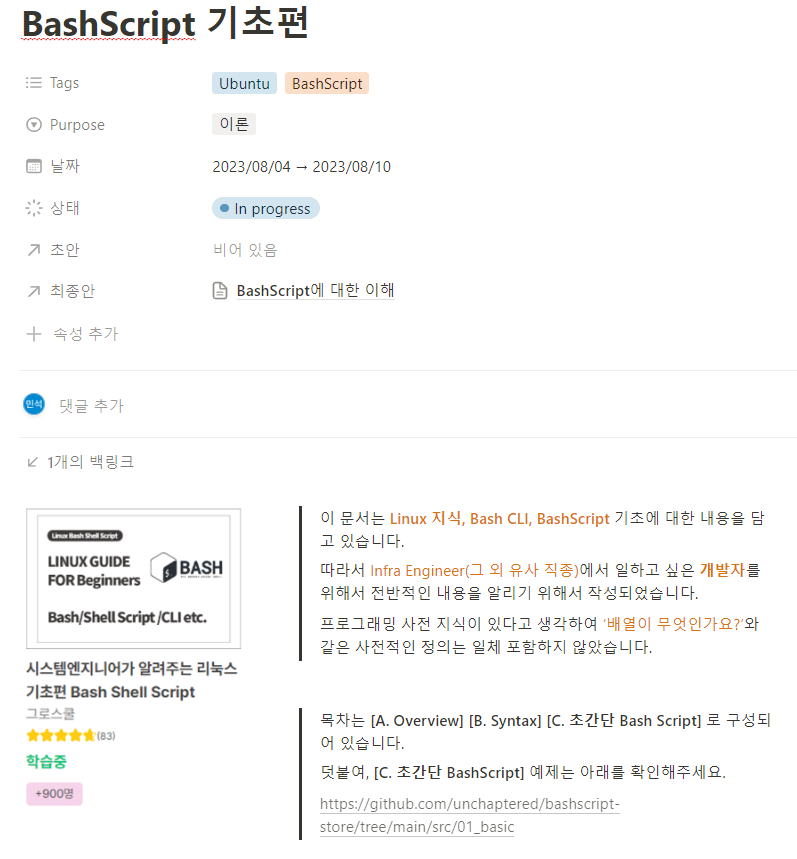 BashScript 기초편
Tags Ubuntu BashScript
Purpose 이론
날짜 2023/08/04 → 2023/08/10
상태 In progress
초안 비어 있음
최종안 BashScript에 대한 이해
속성 추가
민석 댓글 추가
1개의 백링크
Linux Bash Shell Script
LINUX GUIDE
FOR Beginners
BASH
THE BOURNE-AGAIN SHELL
Bash/Shell Script /CLI etc.
시스템엔지니어가 알려주는 리눅스
기초편 Bash Shell Script
그로스쿨
(83)
학습중
+900명
이 문서는 Linux 지식, Bash CLI, BashScript 기초에 대한 내용을 담
고 있습니다.
따라서 Infra Engineer(그 외 유사 직종)에서 일하고 싶은 개발자를
위해서 전반적인 내용을 알리기 위해서 작성되었습니다.
프로그래밍 사전 지식이 있다고 생각하여 '배열이 무엇인가요?'와
같은 사전적인 정의는 일체 포함하지 않았습니다.
목차는 [A. Overview] [B. Syntax] [C. 초간단 Bash Script] 로 구성되
어 있습니다.
덧붙여, [C. 초간단 BashScript] 예제는 아래를 확인해주세요.
https://github.com/unchaptered/bashscript-
store/tree/main/src/01_basic